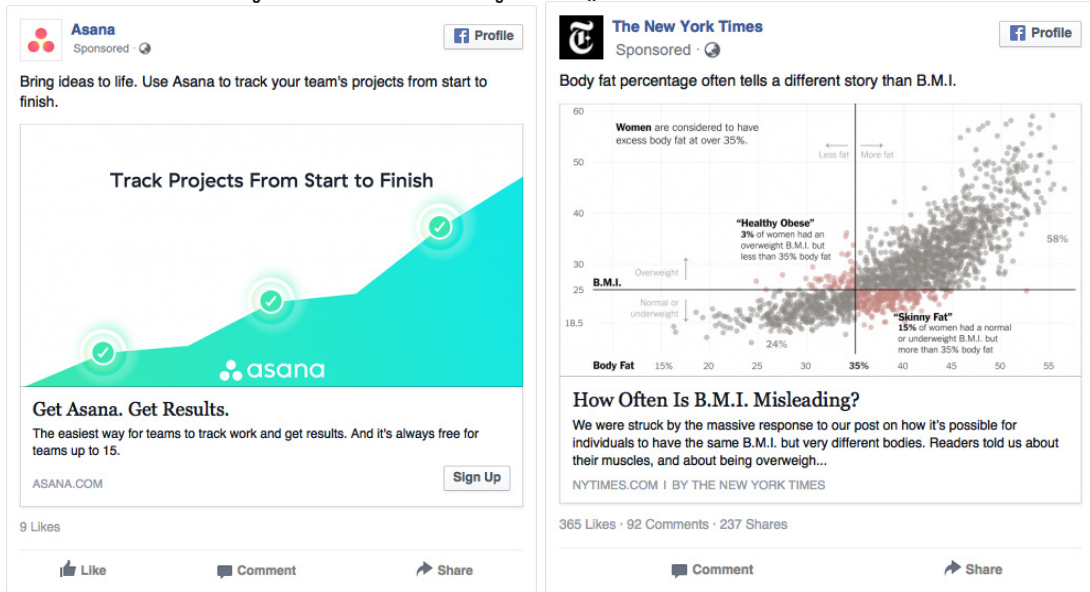 Asana
Sponsored ·
Profile
Bring ideas to life. Use Asana to track your team's projects from start to
finish.
Track Projects From Start to Finish
asana
Get Asana. Get Results.
The easiest way for teams to track work and get results. And it's always free for
teams up to 15.
ASANA.COM
Sign Up
9 Likes
Like
Comment
Share
The New York Times
Sponsored ·
Profile
Body fat percentage often tells a different story than B.M.I.
60
Women are considered to have
excess body fat at over 35%.
Less fat
More fat
50
40
"Healthy Obese"
3% of women had an
overweight B.M.I. but
less than 35% body fat
58%
30
Overweight
B.M.I.
25
Normal or
underweight
18.5
"Skinny Fat"
15% of women had a normal
or underweight B.M.I. but
more than 35% body fat
24%
Body Fat 15% 20 25 30 35% 40 45 50 55
How Often Is B.M.I. Misleading?
We were struck by the massive response to our post on how it's possible for
individuals to have the same B.M.I. but very different bodies. Readers told us about
their muscles, and about being overweigh...
NYTIMES.COM | BY THE NEW YORK TIMES
365 Likes · 92 Comments · 237 Shares
Comment
Share